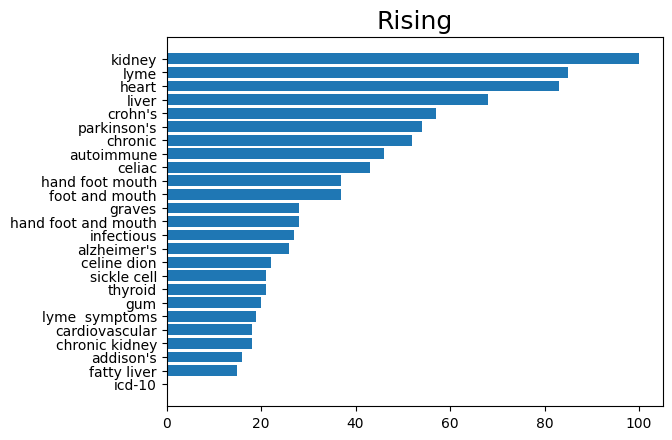 Rising
kidney
lyme
heart
liver
crohn's
parkinson's
chronic
autoimmune
celiac
hand foot mouth
foot and mouth
graves
hand foot and mouth
infectious
alzheimer's
celine dion
sickle cell
thyroid
gum
lyme  symptoms
cardiovascular
chronic kidney
addison's
fatty liver
icd-10
0 20 40 60 80 100